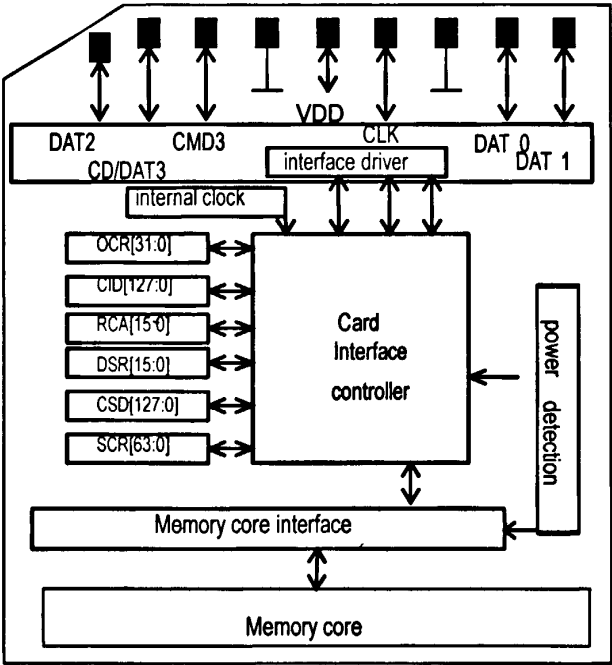 VDD
DAT2
CMD3
CLK
DAT 0
CD/DAT3
interface driver
DAT 1
internal clock
OCR[31:0]
CID[127:0]
RCA[15:0]
DSR[15:0]
CSD[127:0]
SCR[63:0]
Card
Interface
controller
power detection
Memory core interface
Memory core